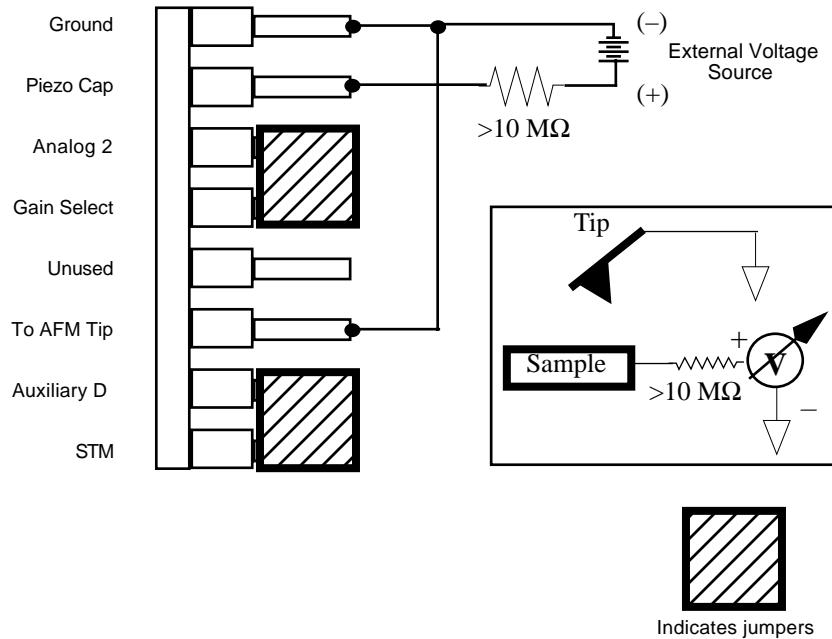 Ground
Piezo Cap
Analog 2
Gain Select
Unused
To AFM Tip
Auxiliary D
STM
(–)
External Voltage
Source
(+)
>10 MΩ
Tip
Sample
+
V
>10 MΩ
–
Indicates jumpers